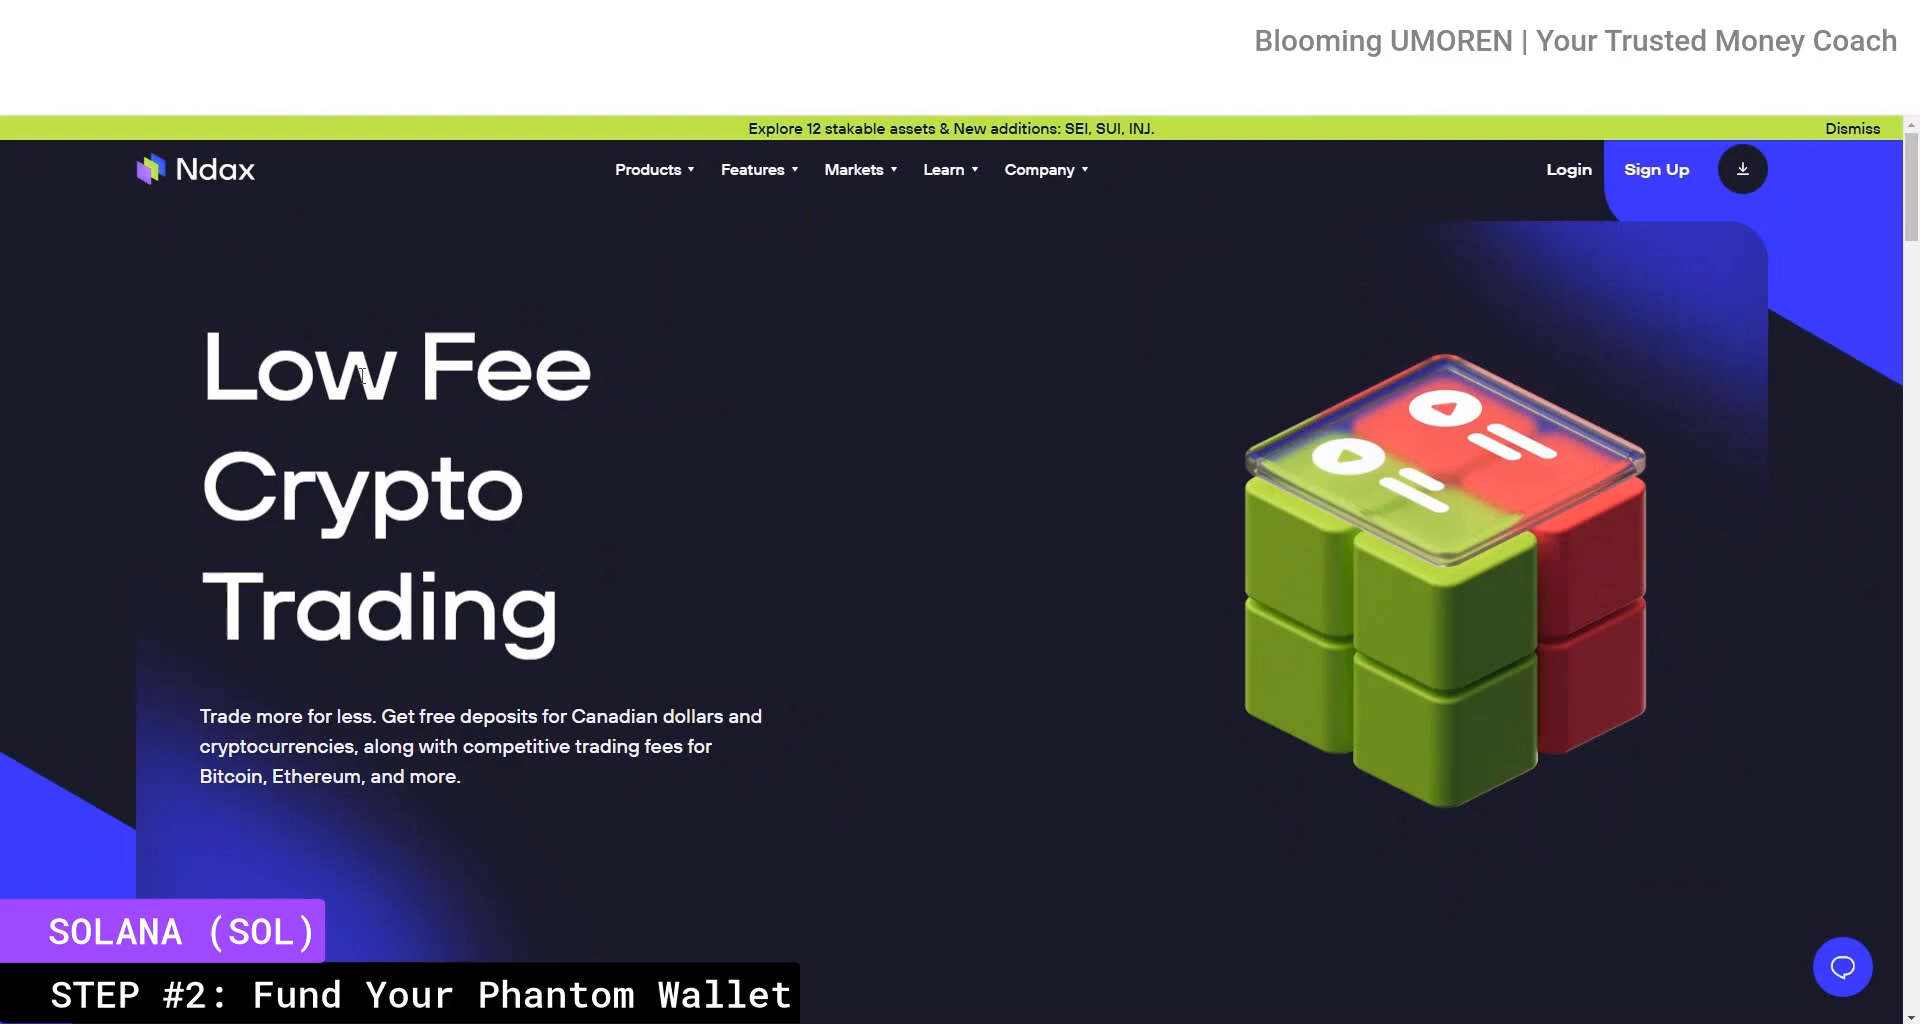 Blooming UMOREN | Your Trusted Money Coach
Explore 12 stakable assets & New additions: SEI, SUI, INJ.
Dismiss
Ndax
Products
Features
Markets
Learn
Company
Login
Sign Up
Low Fee
Crypto
Trading
Trade more for less. Get free deposits for Canadian dollars and
cryptocurrencies, along with competitive trading fees for
Bitcoin, Ethereum, and more.
SOLANA (SOL)
STEP #2: Fund Your Phantom Wallet